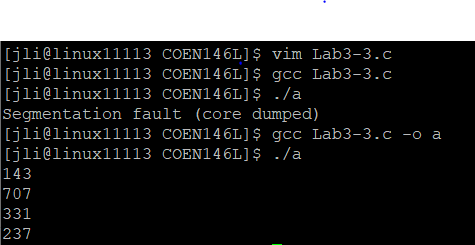 [jli@linux11113 COEN146L]$ vim Lab3-3.c
[jli@linux11113 COEN146L]$ gcc Lab3-3.c
[jli@linux11113 COEN146L]$ ./a
Segmentation fault (core dumped)
[jli@linux11113 COEN146L]$ gcc Lab3-3.c -o a
[jli@linux11113 COEN146L]$ ./a
143
707
331
237